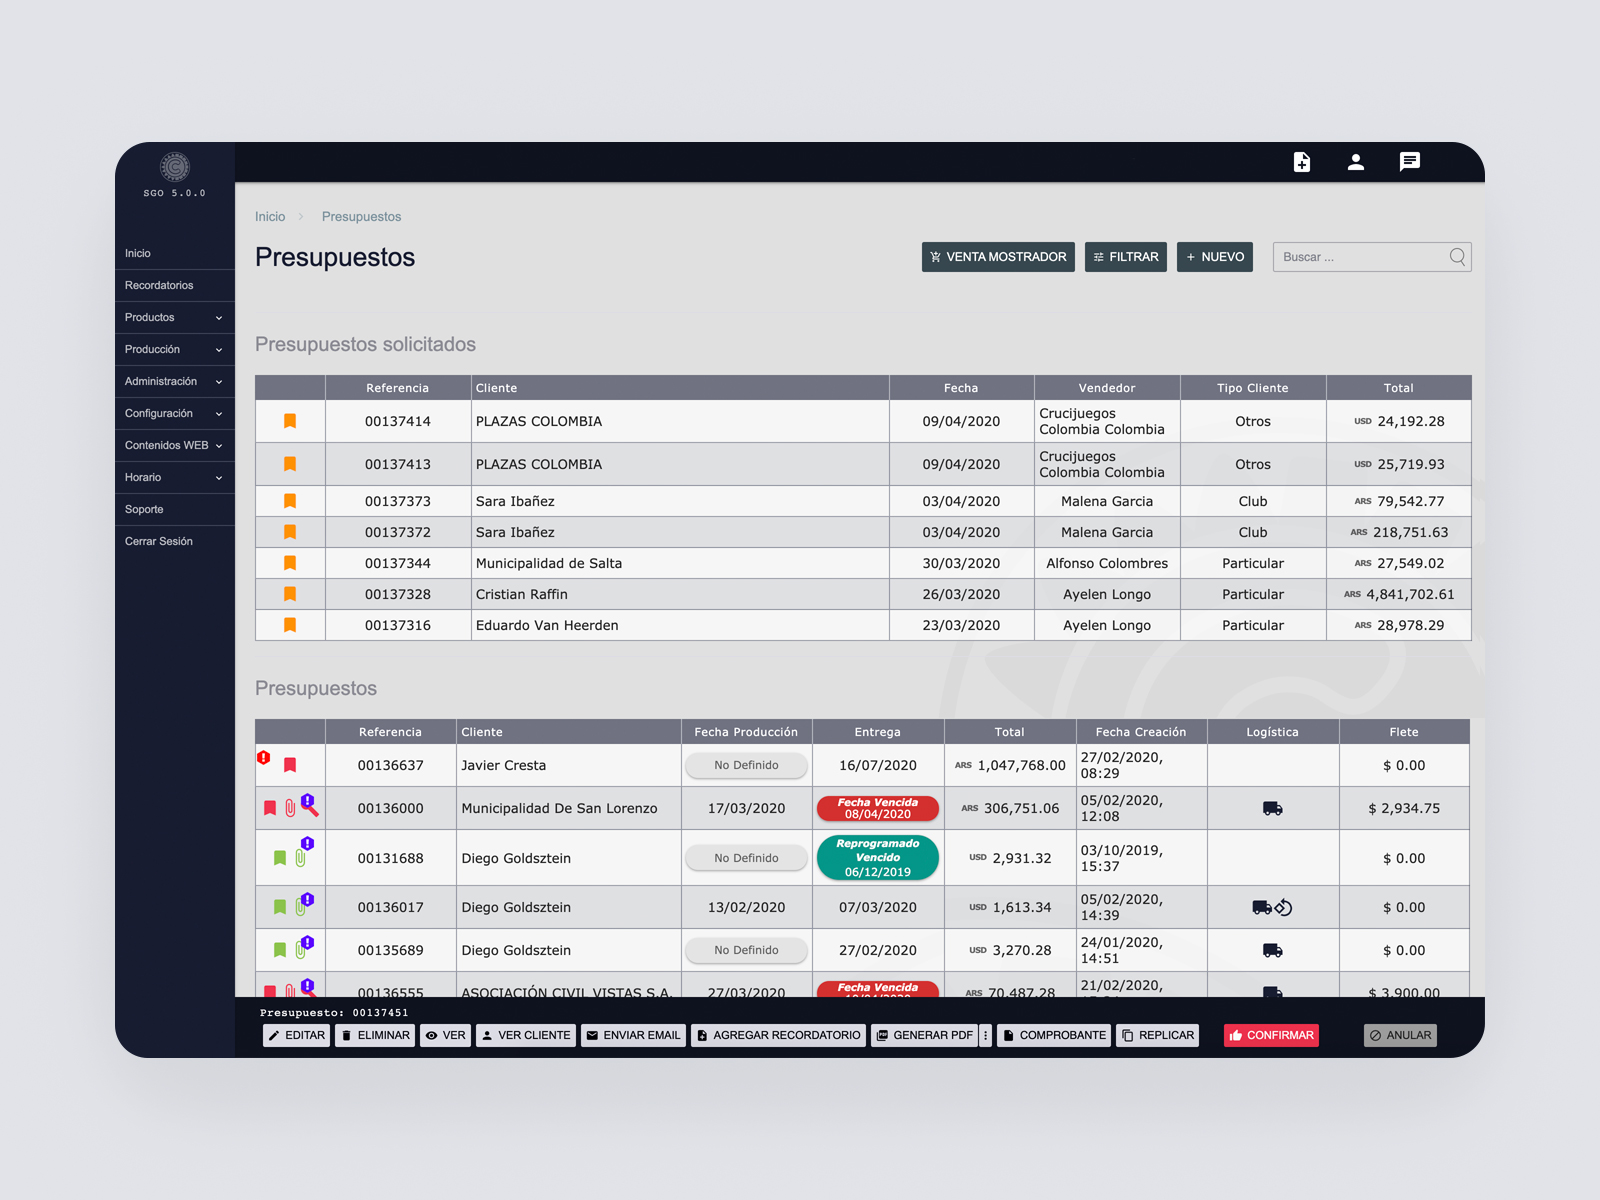 SGO 5.0.0
Inicio
Recordatorios
Productos
Producción
Administración
Configuración
Contenidos WEB
Horario
Soporte
Cerrar Sesión
Inicio Presupuestos
Presupuestos
VENTA MOSTRADOR FILTRAR + NUEVO Buscar ...
Presupuestos solicitados
Referencia Cliente Fecha Vendedor Tipo Cliente Total
00137414 PLAZAS COLOMBIA 09/04/2020 Crucijuegos Colombia Colombia Otros USD 24,192.28
00137413 PLAZAS COLOMBIA 09/04/2020 Crucijuegos Colombia Colombia Otros USD 25,719.93
00137373 Sara Ibañez 03/04/2020 Malena Garcia Club ARS 79,542.77
00137372 Sara Ibañez 03/04/2020 Malena Garcia Club ARS 218,751.63
00137344 Municipalidad de Salta 30/03/2020 Alfonso Colombres Particular ARS 27,549.02
00137328 Cristian Raffin 26/03/2020 Ayelen Longo Particular ARS 4,841,702.61
00137316 Eduardo Van Heerden 23/03/2020 Ayelen Longo Particular ARS 28,978.29
Presupuestos
Referencia Cliente Fecha Producción Entrega Total Fecha Creación Logística Flete
00136637 Javier Cresta No Definido 16/07/2020 ARS 1,047,768.00 27/02/2020, 08:29 $ 0.00
00136000 Municipalidad De San Lorenzo 17/03/2020 Fecha Vencida 08/04/2020 ARS 306,751.06 05/02/2020, 12:08 $ 2,934.75
00131688 Diego Goldsztein No Definido Reprogramado Vencido 06/12/2019 USD 2,931.32 03/10/2019, 15:37 $ 0.00
00136017 Diego Goldsztein 13/02/2020 07/03/2020 USD 1,613.34 05/02/2020, 14:39 $ 0.00
00135689 Diego Goldsztein No Definido 27/02/2020 USD 3,270.28 24/01/2020, 14:51 $ 0.00
00136555 ASOCIACIÓN CIVIL VISTAS S.A. 27/03/2020 Fecha Vencida ARS 70,487.28 21/02/2020, $ 3,900.00
Presupuesto: 00137451
EDITAR ELIMINAR VER VER CLIENTE ENVIAR EMAIL AGREGAR RECORDATORIO GENERAR PDF COMPROBANTE REPLICAR CONFIRMAR ANULAR